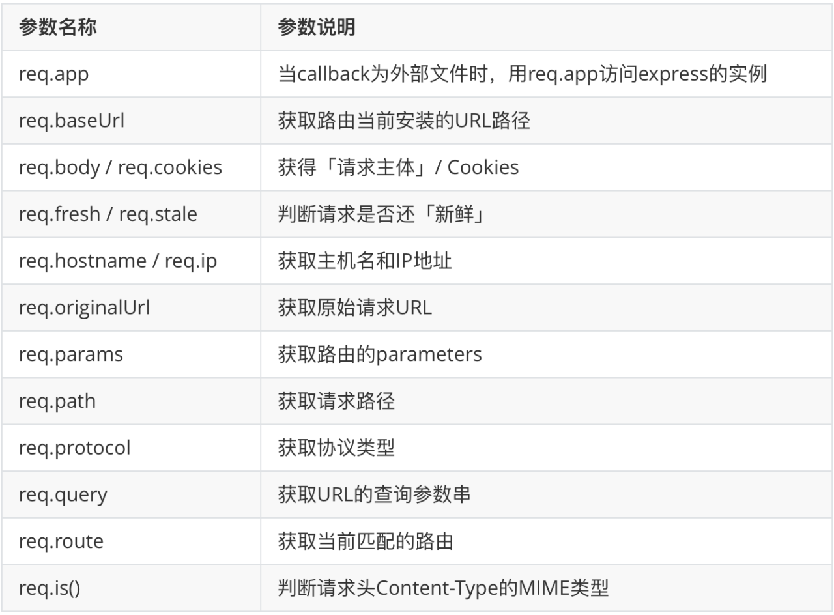 参数名称 参数说明
req.app 当callback为外部文件时，用req.app访问express的实例
req.baseUrl 获取路由当前安装的URL路径
req.body / req.cookies 获得「请求主体」/ Cookies
req.fresh / req.stale 判断请求是否还「新鲜」
req.hostname / req.ip 获取主机名和IP地址
req.originalUrl 获取原始请求URL
req.params 获取路由的parameters
req.path 获取请求路径
req.protocol 获取协议类型
req.query 获取URL的查询参数串
req.route 获取当前匹配的路由
req.is() 判断请求头Content-Type的MIME类型